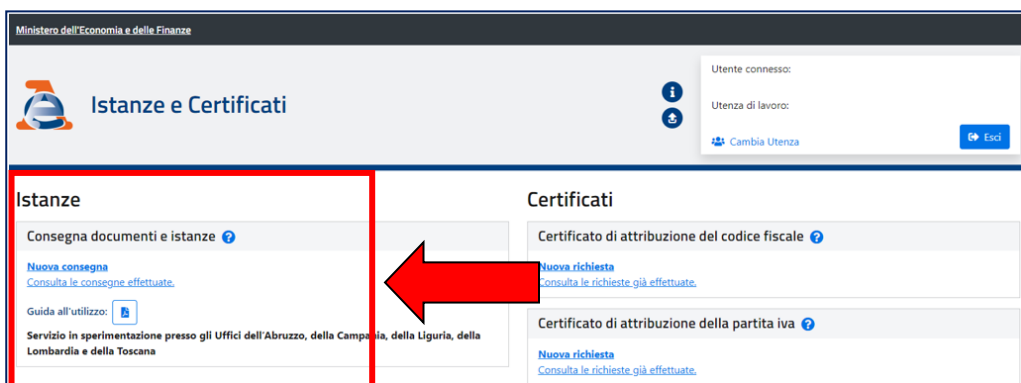 Ministero dell'Economia e delle Finanze
Istanze e Certificati
Utente connesso:
Utenza di lavoro:
Cambia Utenza
Esci
Istanze
Consegna documenti e istanze
Nuova consegna
Consulta le consegne effettuate.
Guida all'utilizzo:
Servizio in sperimentazione presso gli Uffici dell'Abruzzo, della Campania, della Liguria, della
Lombardia e della Toscana
Certificati
Certificato di attribuzione del codice fiscale
Nuova richiesta
Consulta le richieste già effettuate.
Certificato di attribuzione della partita iva
Nuova richiesta
Consulta le richieste già effettuate.